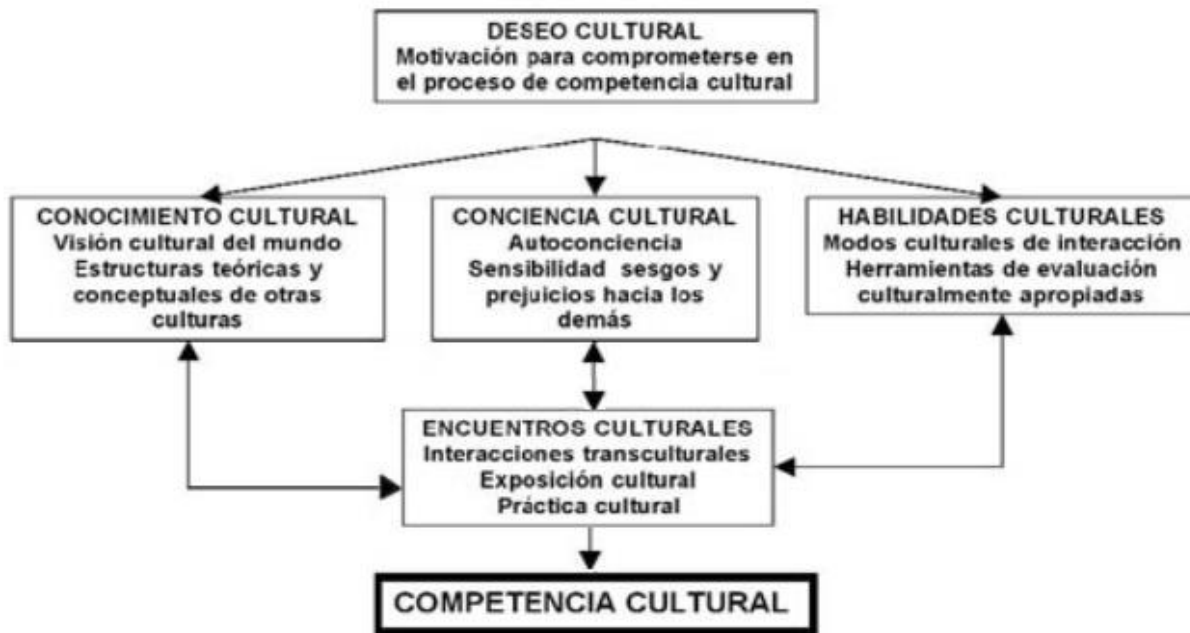 DESEO CULTURAL
Motivación para comprometerse en
el proceso de competencia cultural
CONOCIMIENTO CULTURAL
Visión cultural del mundo
Estructuras teóricas y
conceptuales de otras
culturas
CONCIENCIA CULTURAL
Autoconciencia
Sensibilidad sesgos y
prejuicios hacia los
demás
HABILIDADES CULTURALES
Modos culturales de interacción
Herramientas de evaluación
culturalmente apropiadas
ENCUENTROS CULTURALES
Interacciones transculturales
Exposición cultural
Práctica cultural
COMPETENCIA CULTURAL